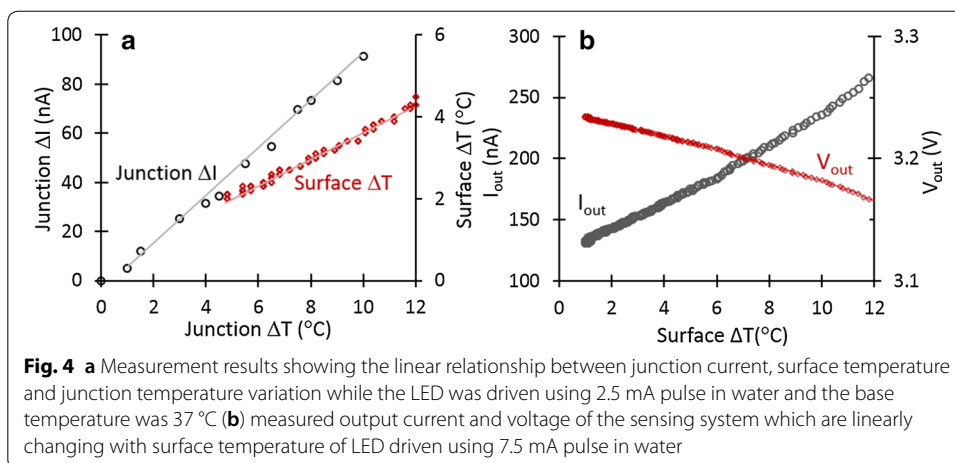 a
b
Junction ΔI (nA)
100
80
60
40
20
0
0 2 4 6 8 10 12
Junction ΔT (°C)
6
4
2
0
Surface ΔT (°C)
Junction ΔI
Surface ΔT
I_out (nA)
300
250
200
150
100
0 2 4 6 8 10 12
Surface ΔT(°C)
3.3
3.2
3.1
V_out (V)
V_out
I_out
Fig. 4 a Measurement results showing the linear relationship between junction current, surface temperature
and junction temperature variation while the LED was driven using 2.5 mA pulse in water and the base
temperature was 37 °C (b) measured output current and voltage of the sensing system which are linearly
changing with surface temperature of LED driven using 7.5 mA pulse in water